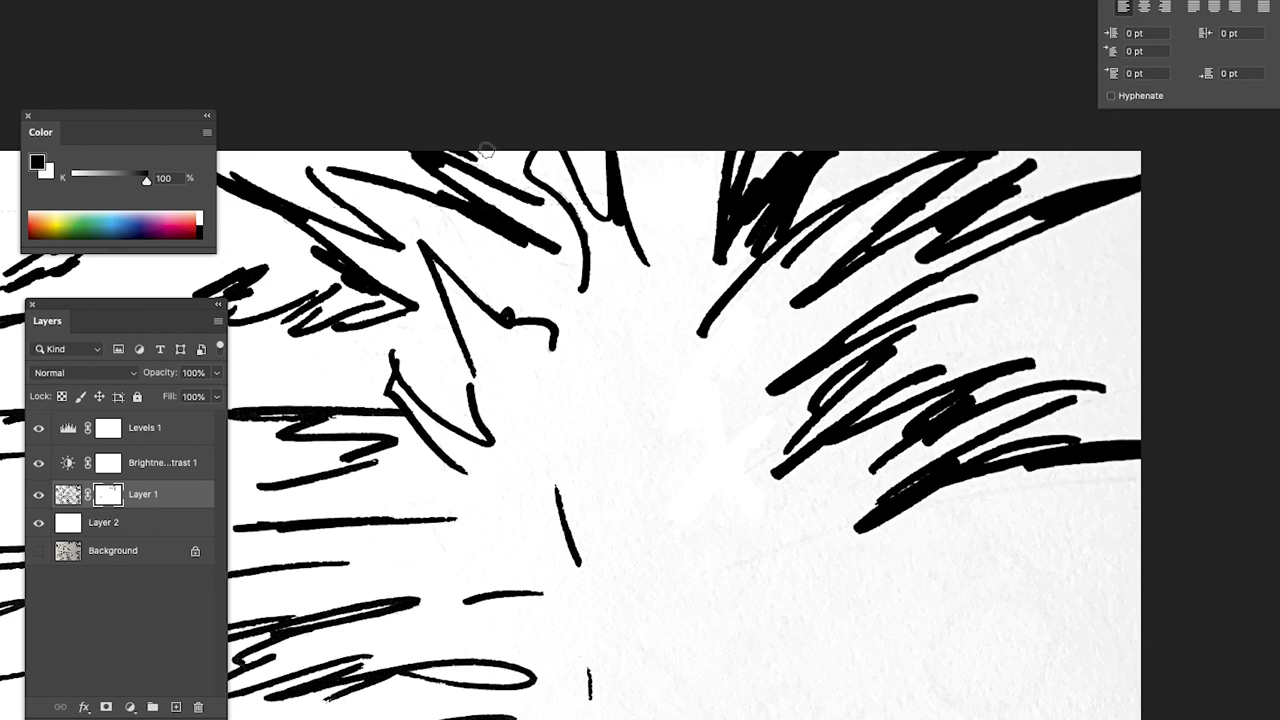 0 pt 0 pt
0 pt
0 pt 0 pt
Hyphenate
Color
K 100 %
Layers
Kind
Normal Opacity: 100%
Lock: Fill: 100%
Levels 1
Brightne...trast 1
Layer 1
Layer 2
Background
fx